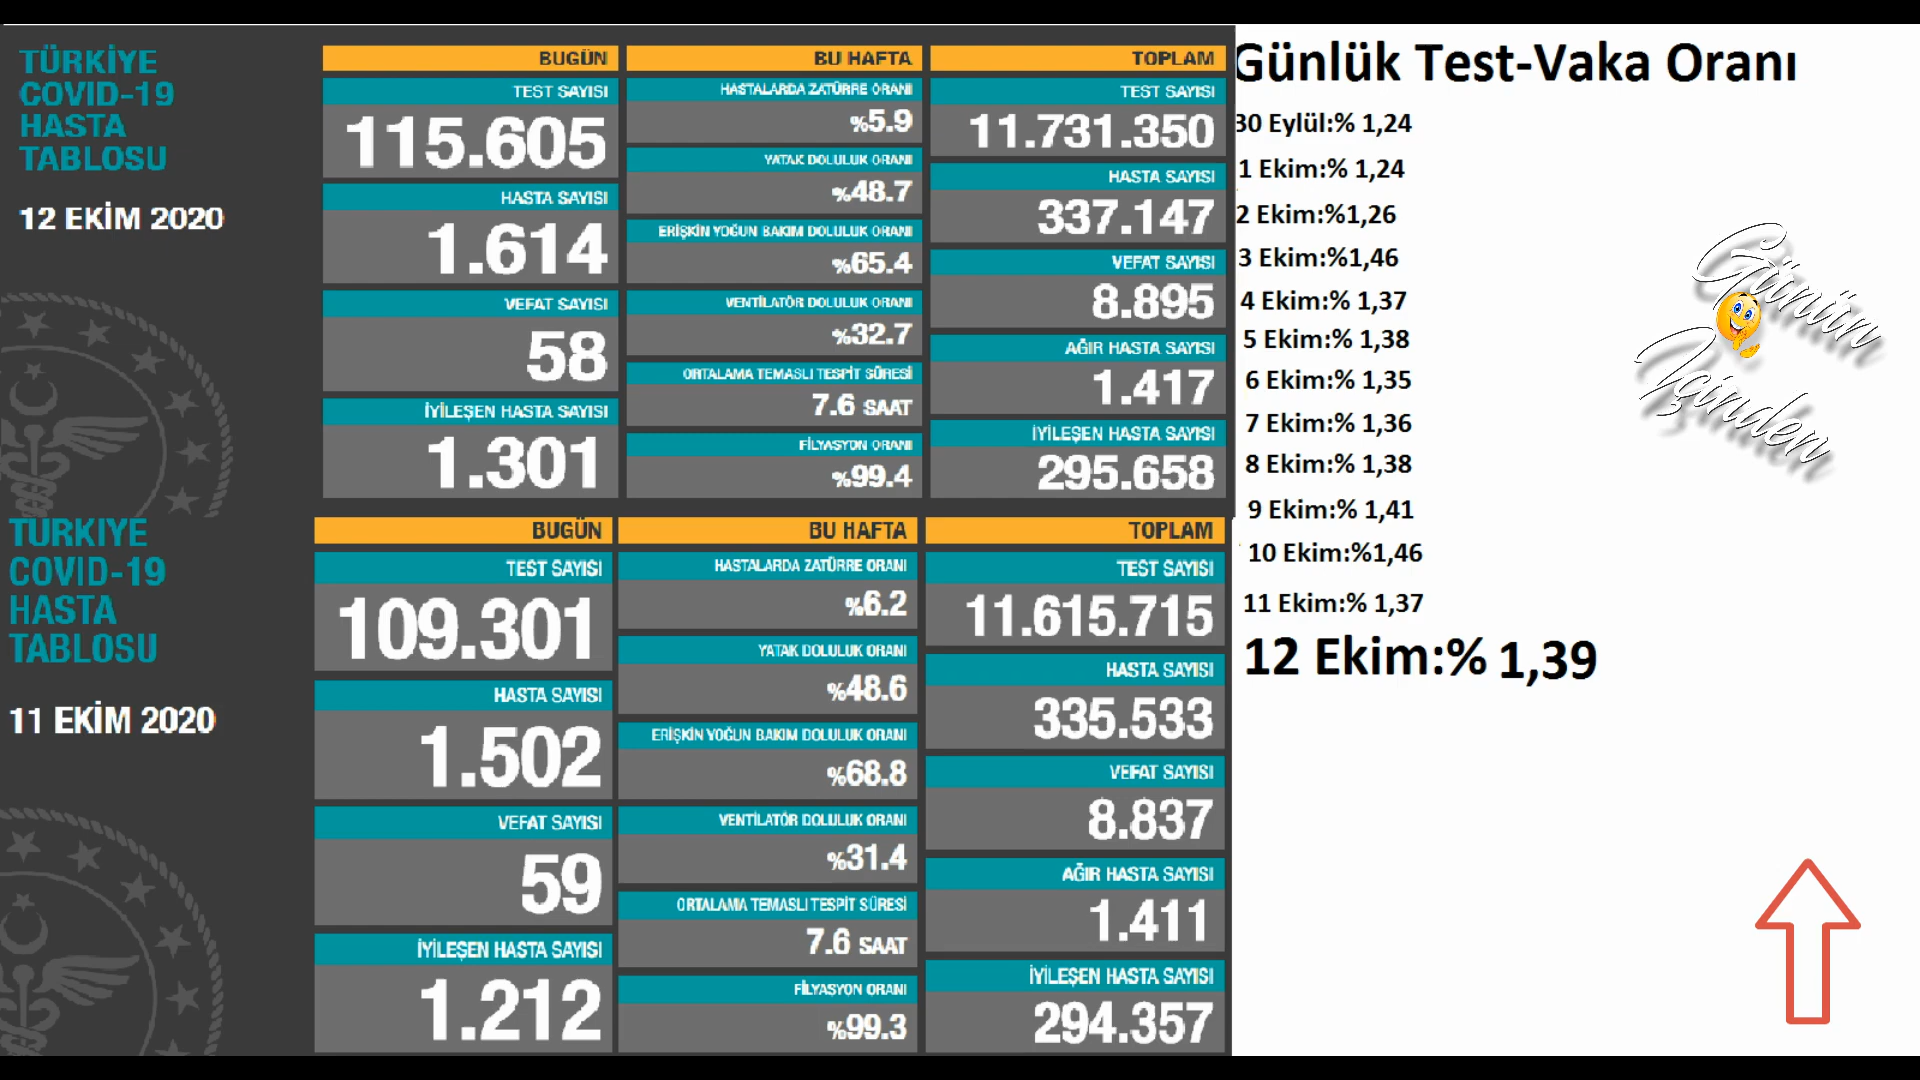 TÜRKİYE
COVID-19
HASTA
TABLOSU
12 EKİM 2020
BUGÜN
TEST SAYISI
115.605
HASTA SAYISI
1.614
VEFAT SAYISI
58
İYİLEŞEN HASTA SAYISI
1.301
BU HAFTA
HASTALARDA ZATÜRRE ORANI
%5.9
YATAK DOLULUK ORANI
%48.7
ERİŞKİN YOĞUN BAKIM DOLULUK ORANI
%65.4
VENTİLATÖR DOLULUK ORANI
%32.7
ORTALAMA TEMASLI TESPİT SÜRESİ
7.6 SAAT
FİLYASYON ORANI
%99.4
TOPLAM
TEST SAYISI
11.731.350
HASTA SAYISI
337.147
VEFAT SAYISI
8.895
AĞIR HASTA SAYISI
1.417
İYİLEŞEN HASTA SAYISI
295.658
TÜRKİYE
COVID-19
HASTA
TABLOSU
11 EKİM 2020
BUGÜN
TEST SAYISI
109.301
HASTA SAYISI
1.502
VEFAT SAYISI
59
İYİLEŞEN HASTA SAYISI
1.212
BU HAFTA
HASTALARDA ZATÜRRE ORANI
%6.2
YATAK DOLULUK ORANI
%48.6
ERİŞKİN YOĞUN BAKIM DOLULUK ORANI
%68.8
VENTİLATÖR DOLULUK ORANI
%31.4
ORTALAMA TEMASLI TESPİT SÜRESİ
7.6 SAAT
FİLYASYON ORANI
%99.3
TOPLAM
TEST SAYISI
11.615.715
HASTA SAYISI
335.533
VEFAT SAYISI
8.837
AĞIR HASTA SAYISI
1.411
İYİLEŞEN HASTA SAYISI
294.357
Günlük Test-Vaka Oranı
30 Eylül:% 1,24
1 Ekim:% 1,24
2 Ekim:%1,26
3 Ekim:%1,46
4 Ekim:% 1,37
5 Ekim:% 1,38
6 Ekim:% 1,35
7 Ekim:% 1,36
8 Ekim:% 1,38
9 Ekim:% 1,41
10 Ekim:%1,46
11 Ekim:% 1,37
12 Ekim:% 1,39
Günün
İçinden